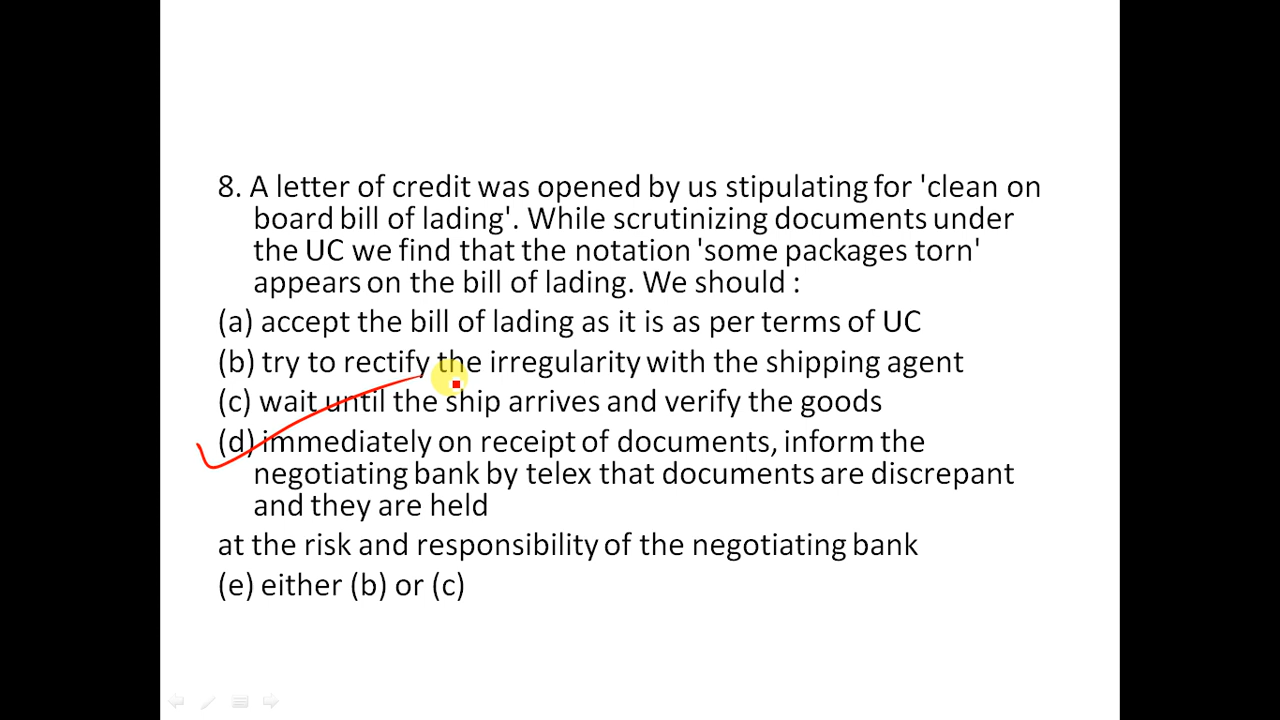 8. A letter of credit was opened by us stipulating for 'clean on
board bill of lading'. While scrutinizing documents under
the UC we find that the notation 'some packages torn'
appears on the bill of lading. We should :
(a) accept the bill of lading as it is as per terms of UC
(b) try to rectify the irregularity with the shipping agent
(c) wait until the ship arrives and verify the goods
(d) immediately on receipt of documents, inform the
negotiating bank by telex that documents are discrepant
and they are held
at the risk and responsibility of the negotiating bank
(e) either (b) or (c)